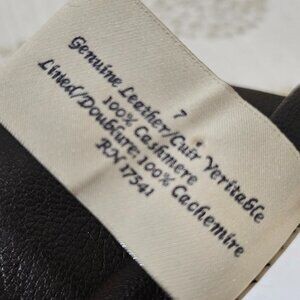 7
Genuine Leather/Cuir Veritable
100% Cashmere
Lined/Doublure: 100% Cachemire
RN 17541